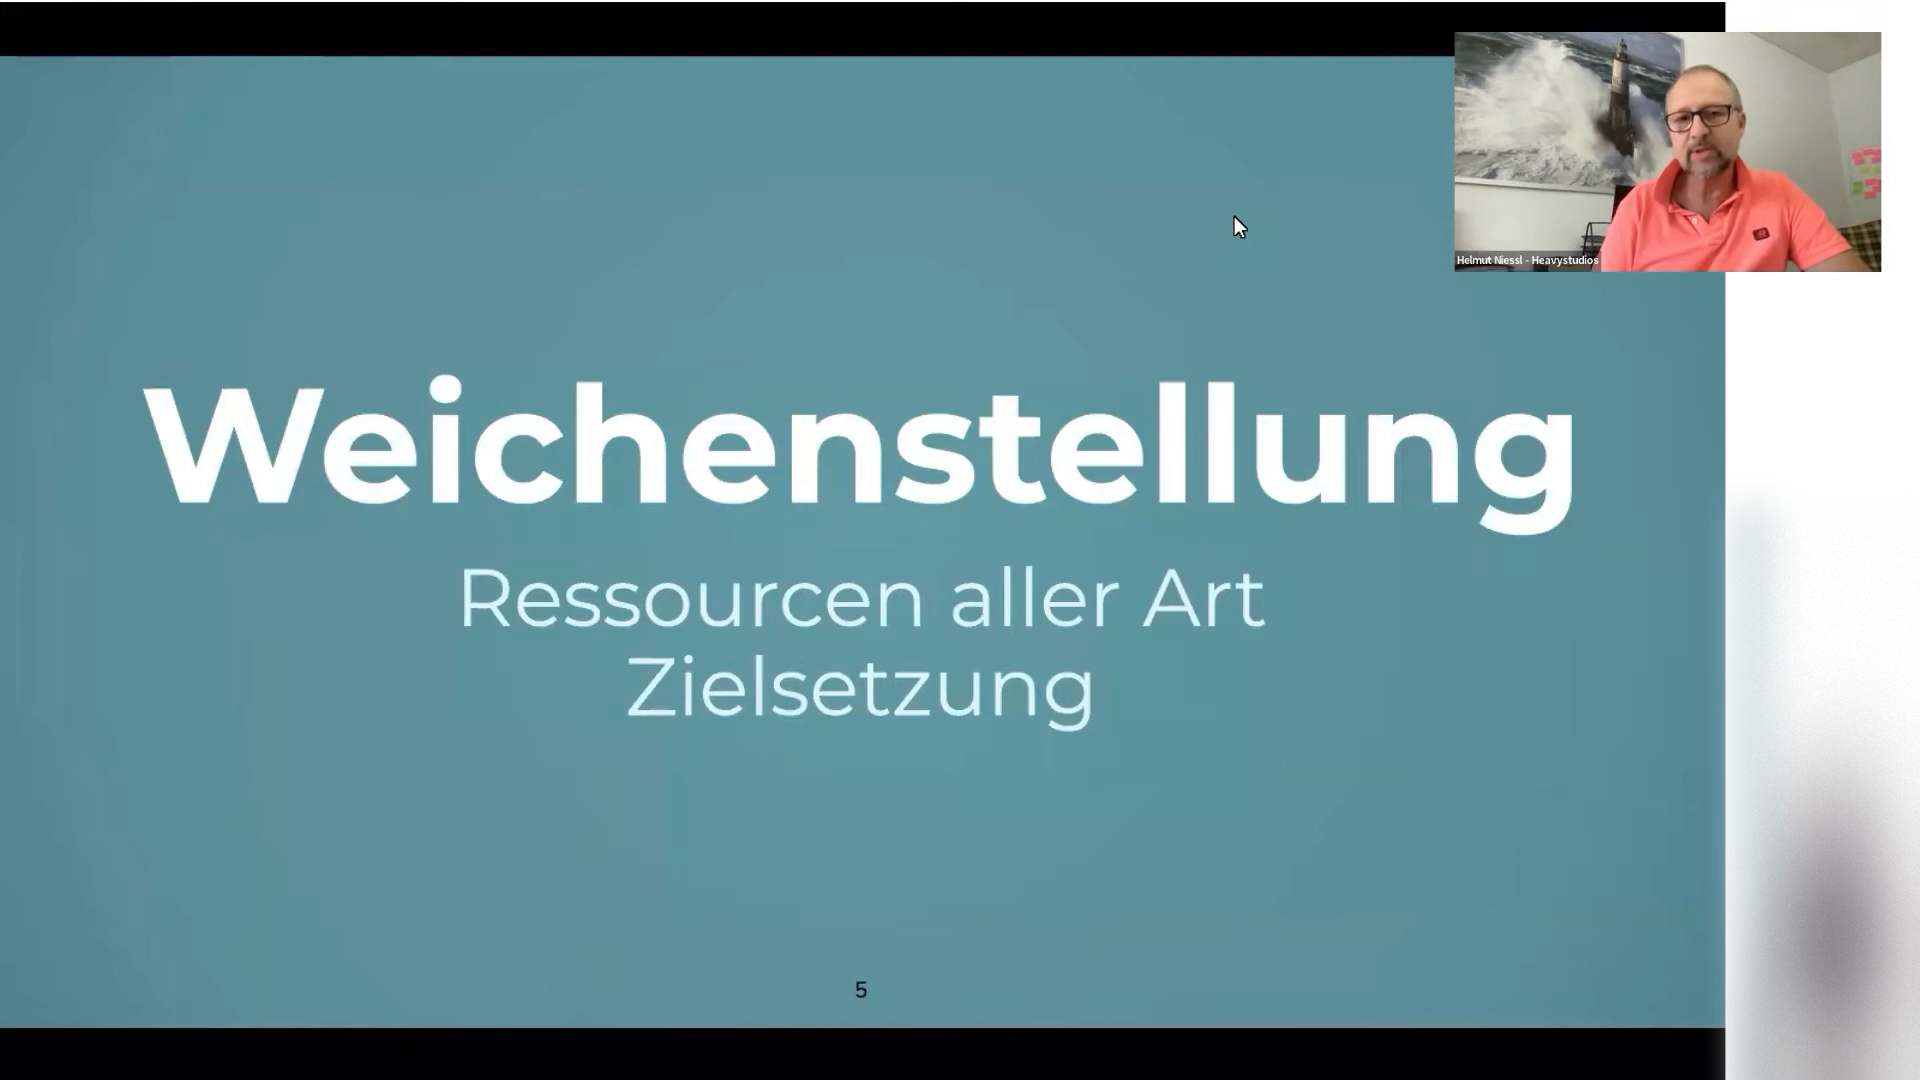 Weichenstellung
Ressourcen aller Art
Zielsetzung
5
Helmut Niessl - Heavystudios